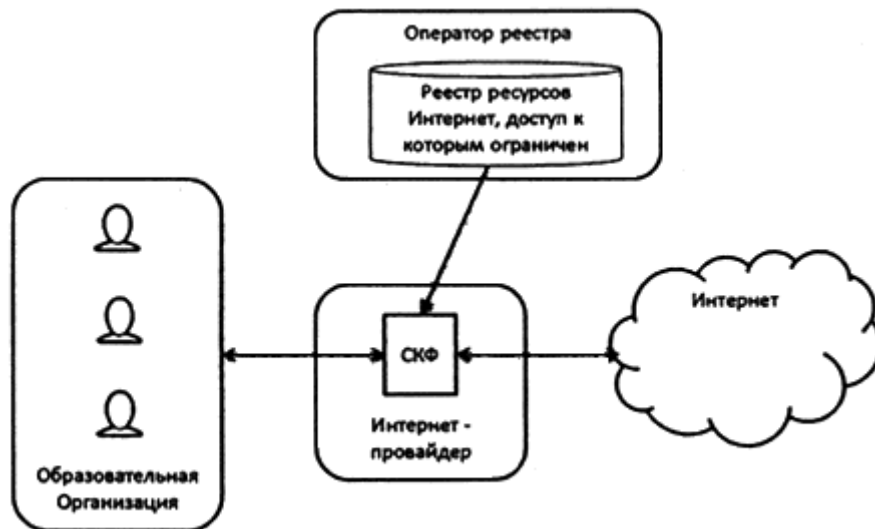 Оператор реестра
Реестр ресурсов
Интернет, доступ к
которым ограничен
Интернет
СКФ
Интернет -
провайдер
Образовательная
Организация